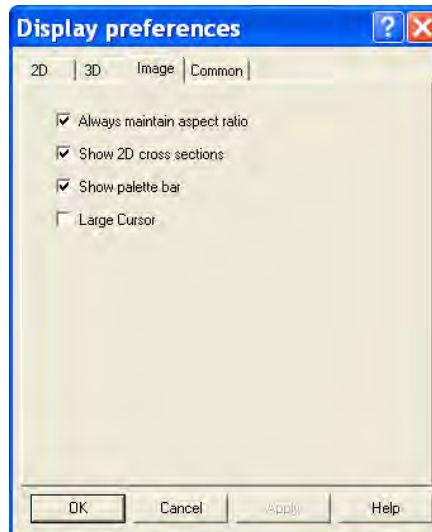 Display preferences
2D 3D Image Common
Always maintain aspect ratio
Show 2D cross sections
Show palette bar
Large Cursor
OK Cancel Apply Help